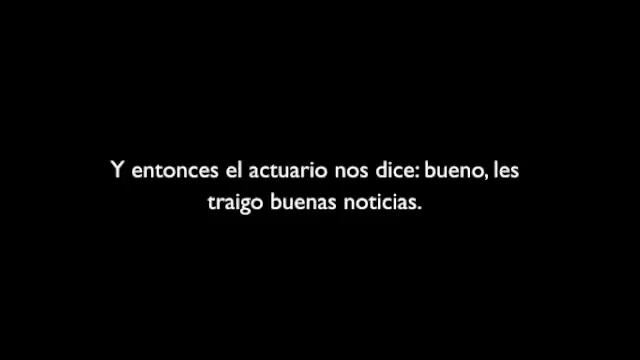 Y entonces el actuario nos dice: bueno, les
traigo buenas noticias.